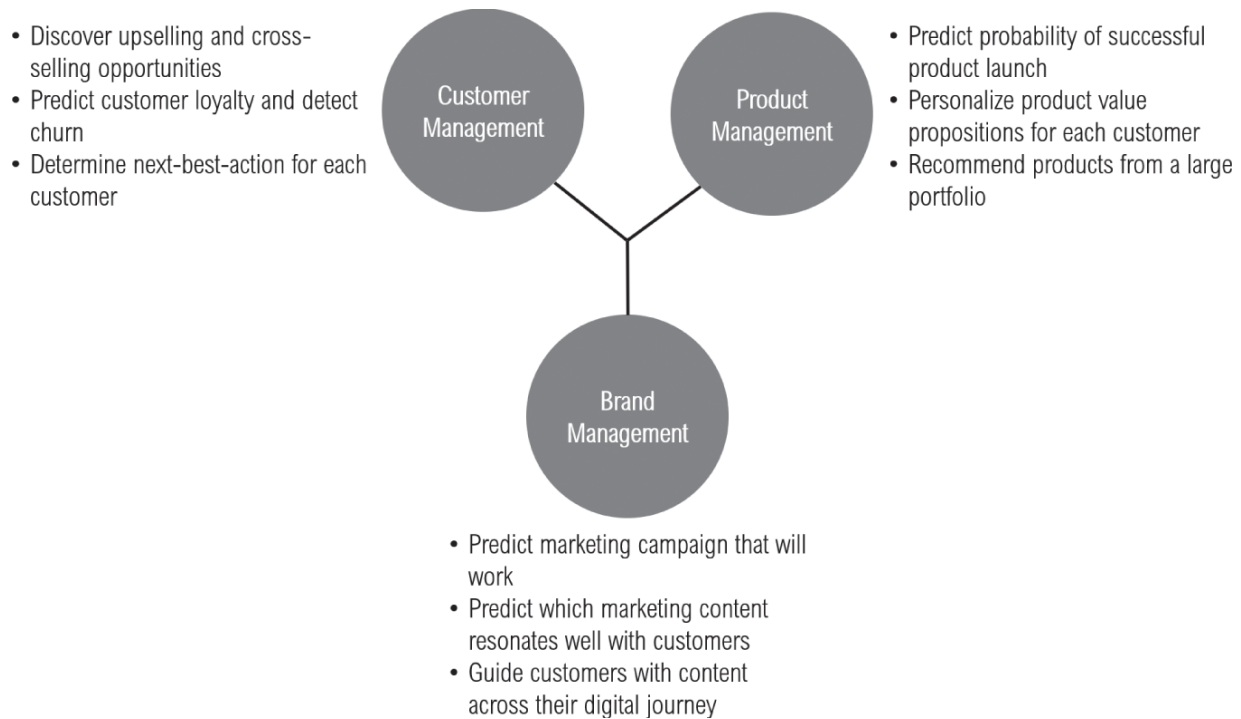 • Discover upselling and cross-
selling opportunities
• Predict customer loyalty and detect
churn
• Determine next-best-action for each
customer
Customer
Management
Product
Management
• Predict probability of successful
product launch
• Personalize product value
propositions for each customer
• Recommend products from a large
portfolio
Brand
Management
• Predict marketing campaign that will
work
• Predict which marketing content
resonates well with customers
• Guide customers with content
across their digital journey